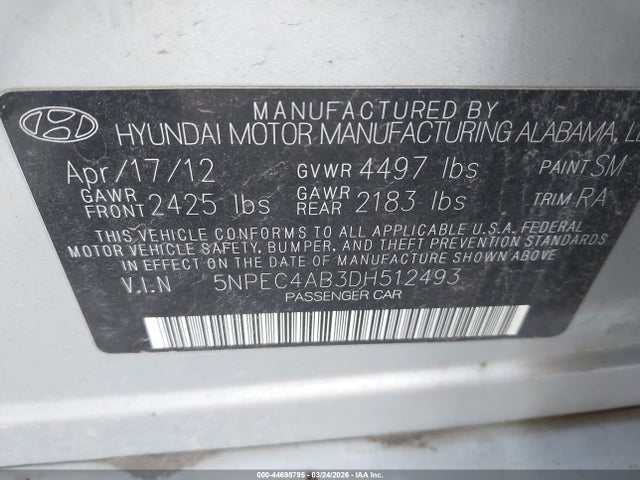 MANUFACTURED BY
HYUNDAI MOTOR MANUFACTURING ALABAMA, LL
Apr/17/12 GVWR 4497 lbs PAINT SM
GAWR FRONT 2425 lbs GAWR REAR 2183 lbs TRIM RA
THIS VEHICLE CONFORMS TO ALL APPLICABLE U.S.A. FEDERAL
MOTOR VEHICLE SAFETY, BUMPER, AND THEFT PREVENTION
STANDARDS IN EFFECT ON THE DATE OF MANUFACTURE SHOWN ABOVE.
V.I.N 5NPEC4AB3DH512493
PASSENGER CAR
000-44698795 - 03/24/2026 - IAA Inc.